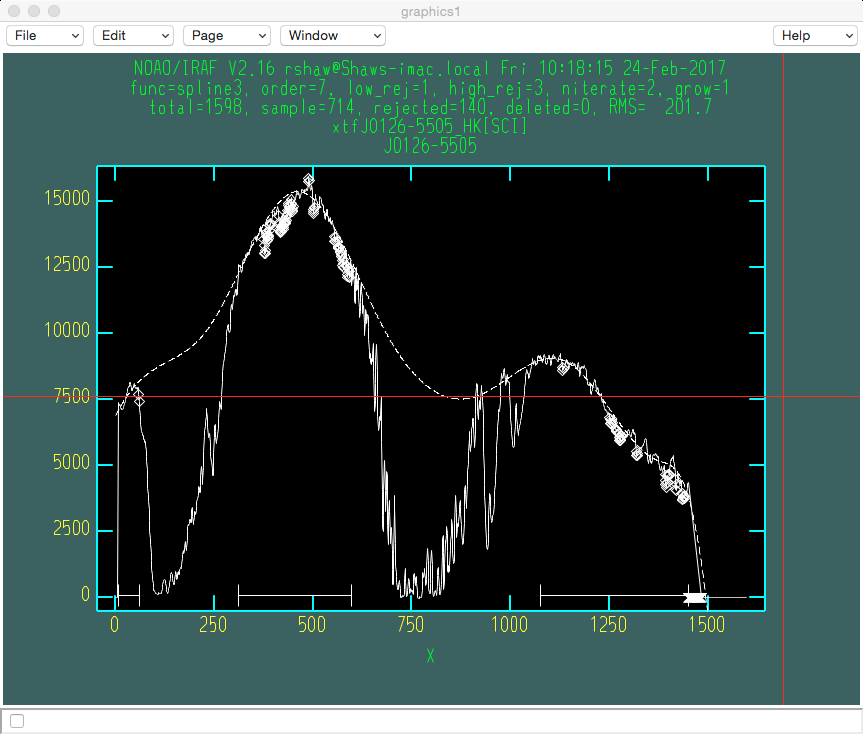 graphics1
File Edit Page Window Help
NOAO/IRAF V2.16 rshaw@Shaws-imac.local Fri 10:18:15 24-Feb-2017
func=spline3, order=7, low_rej=1, high_rej=3, niterate=2, grow=1
total=1598, sample=714, rejected=140, deleted=0, RMS= 201.7
xtfJ0126-5505_HK[SCI]
J0126-5505
15000
12500
10000
7500
5000
2500
0
0 250 500 750 1000 1250 1500
X